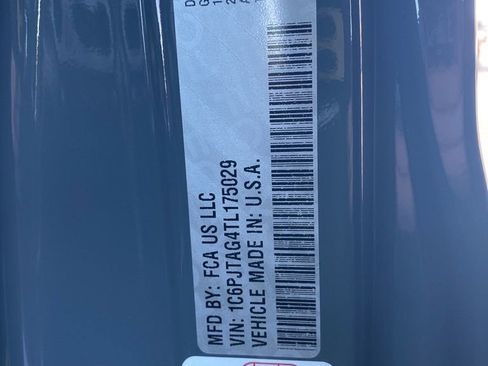 MFD BY: FCA US LLC
VIN: 1C6PJTAG4TL175029
VEHICLE MADE IN: U.S.A.